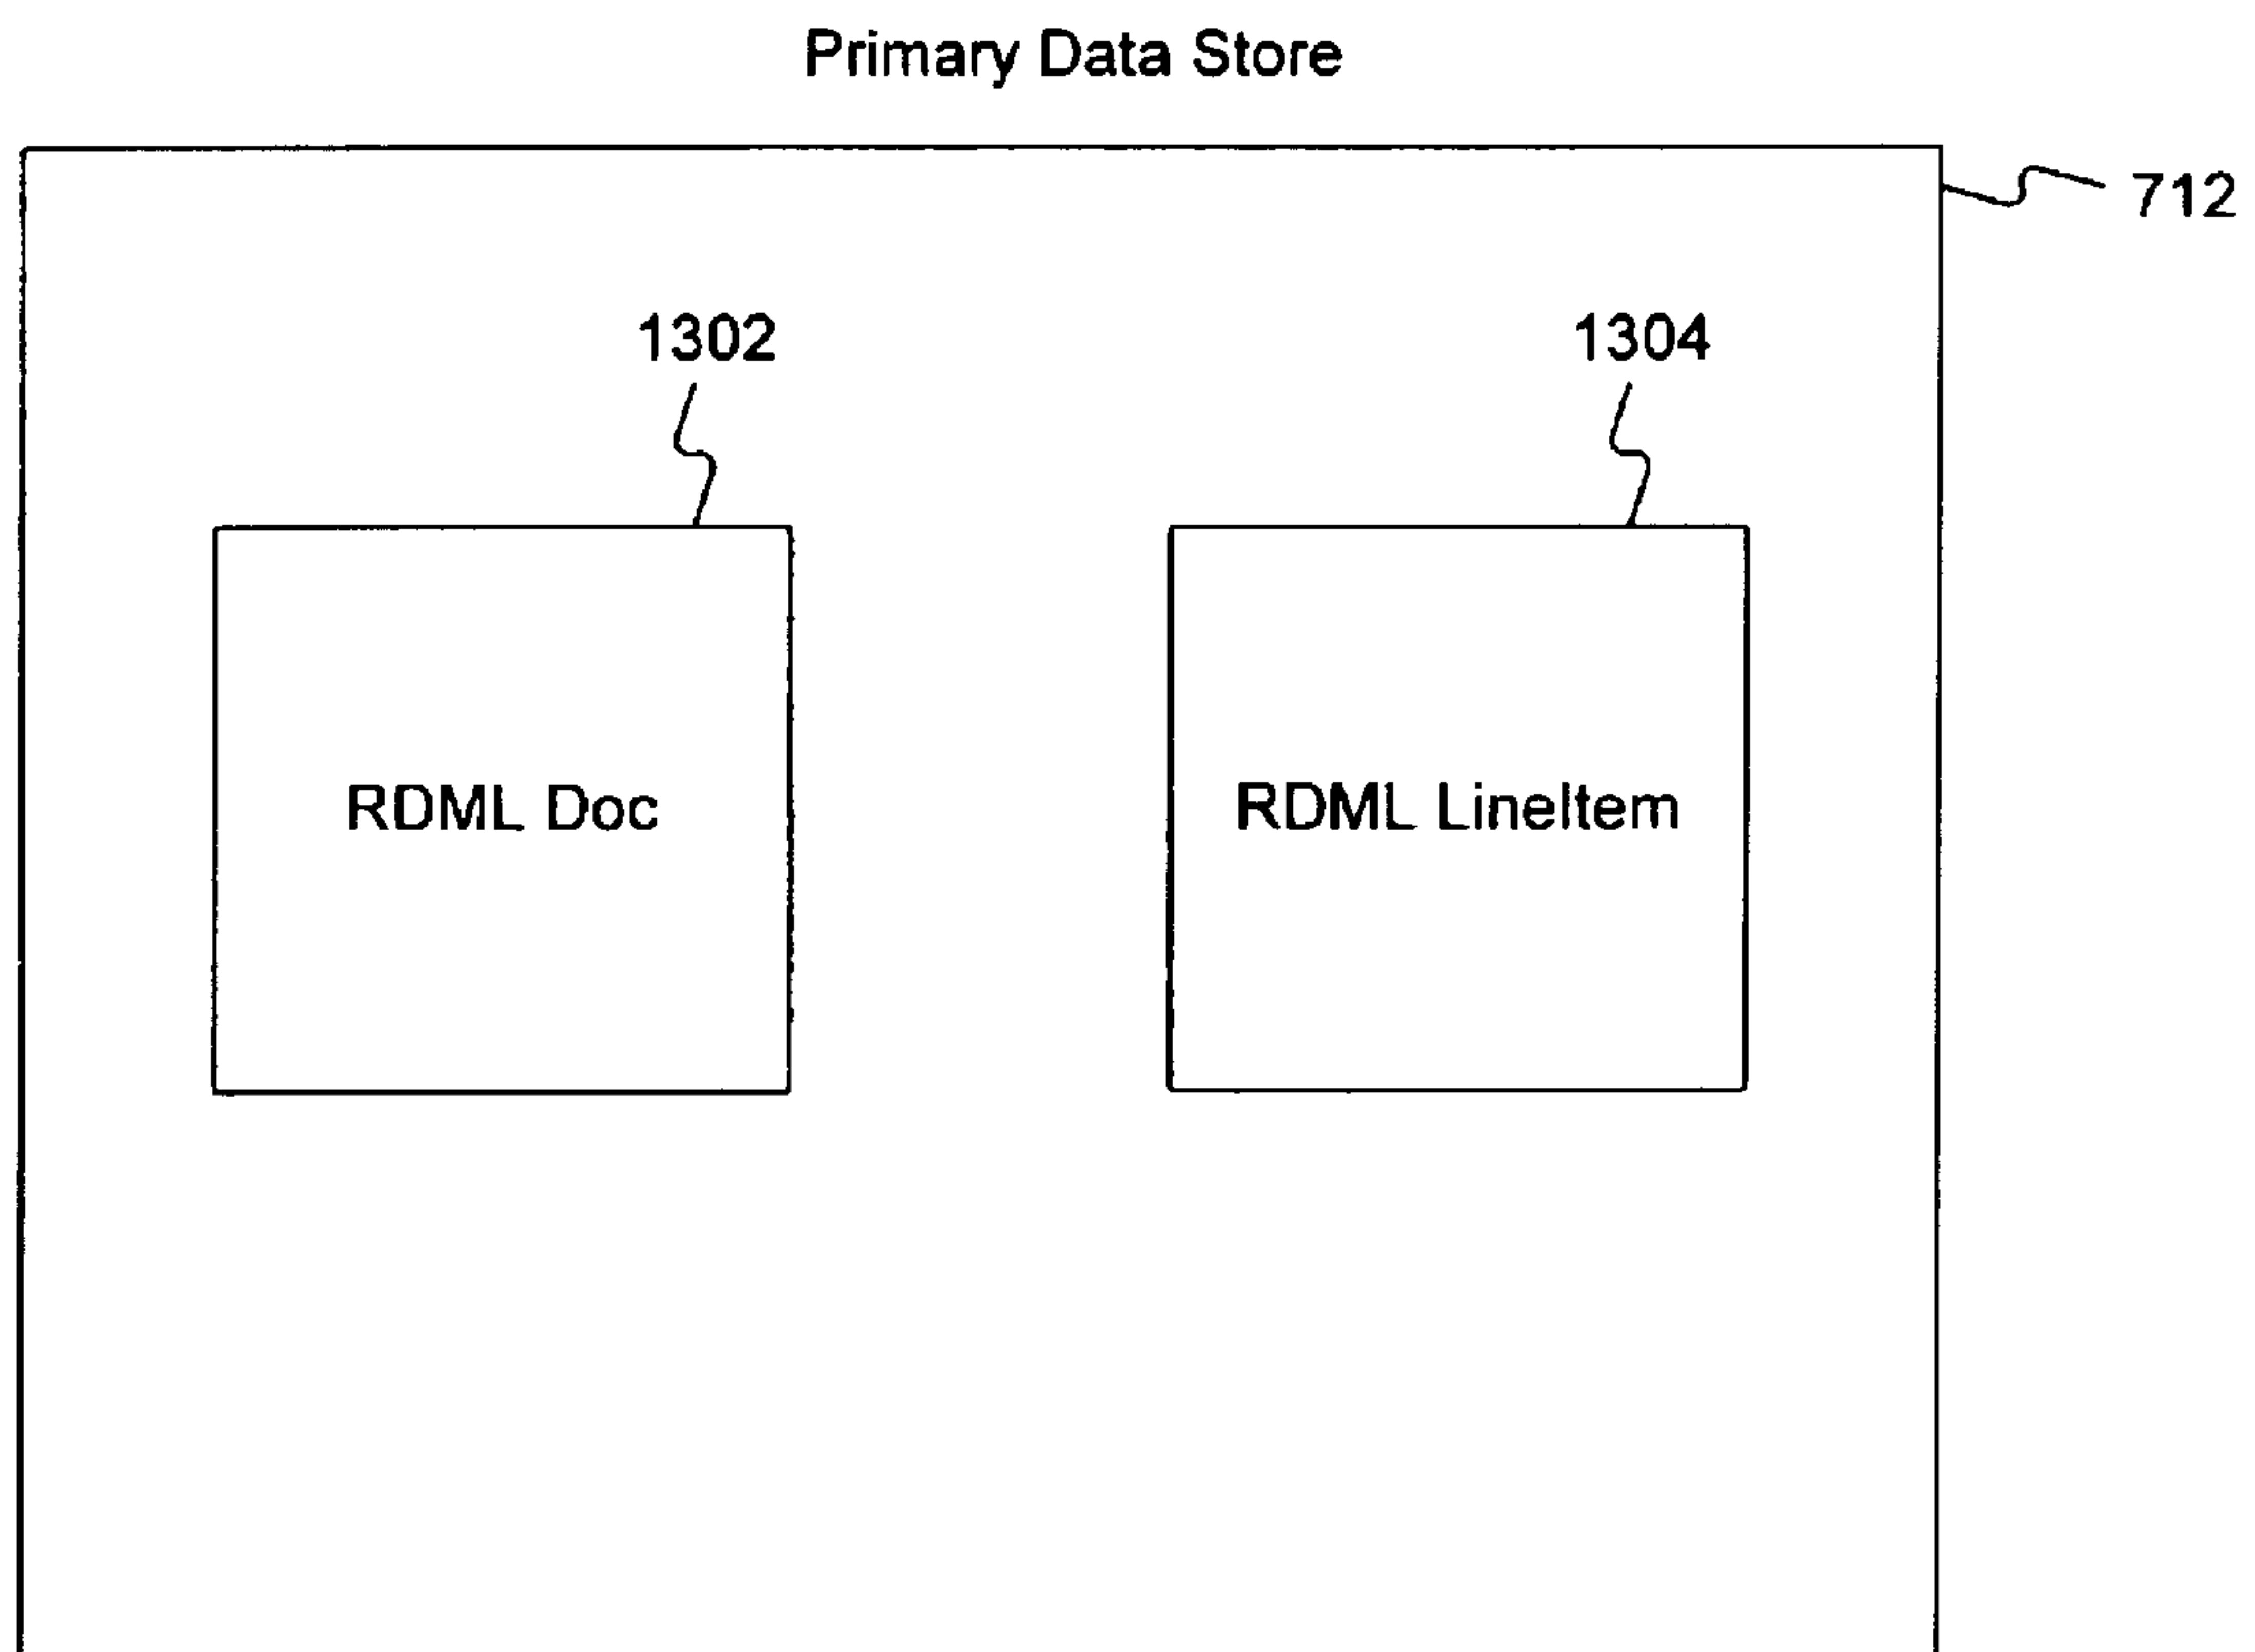 Primary Data Store
712
1302
1304
RDML Doc
RDML LineItem